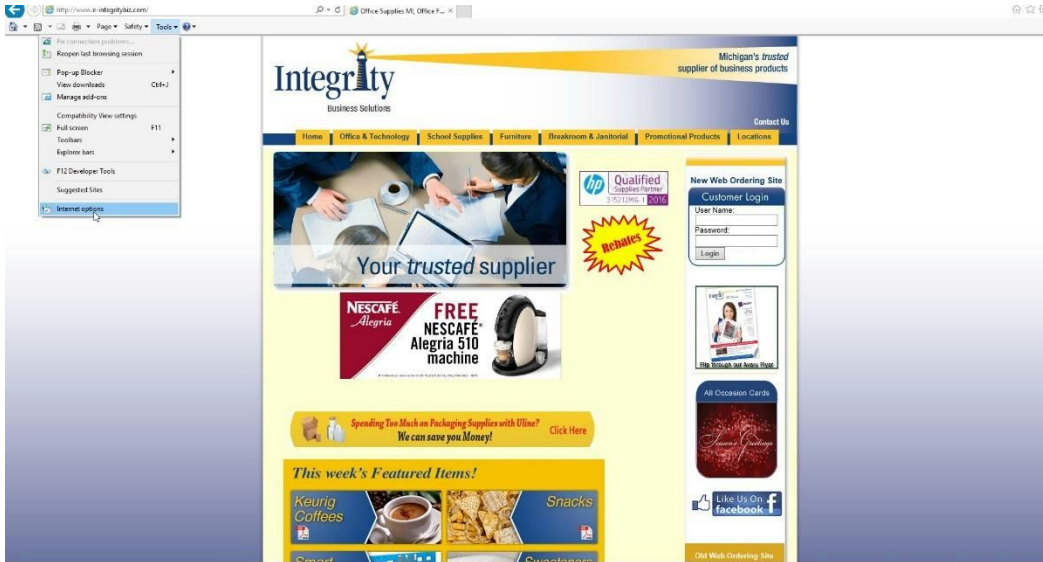 http://www.e-integritybiz.com/
Office Supplies MI, Office F...
Page
Safety
Tools
Fix connection problems...
Reopen last browsing session
Pop-up Blocker
View downloads Ctrl+J
Manage add-ons
Compatibility View settings
Full screen F11
Toolbars
Explorer bars
F12 Developer Tools
Suggested Sites
Internet options
Integrity
Business Solutions
Michigan's trusted
supplier of business products
Contact Us
Home Office & Technology School Supplies Furniture Breakroom & Janitorial Promotional Products Locations
Your trusted supplier
hp Qualified
Supplies Partner
2016
Rebates
New Web Ordering Site
Customer Login
User Name:
Password:
Login
NESCAFÉ
Alegria
FREE
NESCAFÉ®
Alegria 510
machine
Flip through our Avaru Flyer
All Occasion Cards
Season's Greetings
Spending Too Much on Packaging Supplies with Uline?
We can save you Money!
Click Here
This week's Featured Items!
Keurig
Coffees
Snacks
Like Us On
facebook
Smart
Sweeteners
Old Web Ordering Site